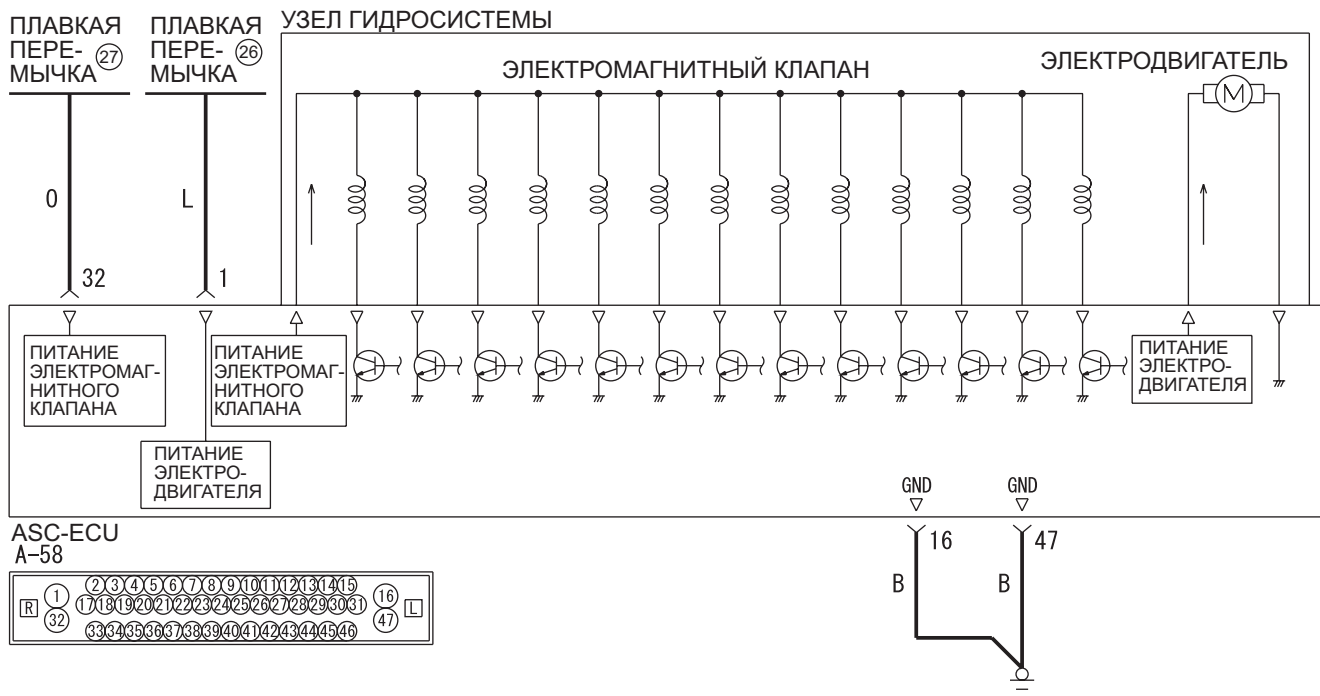 ПЛАВКАЯ
ПЕРЕ-
МЫЧКА 27
ПЛАВКАЯ
ПЕРЕ- 26
МЫЧКА
УЗЕЛ ГИДРОСИСТЕМЫ
ЭЛЕКТРОМАГНИТНЫЙ КЛАПАН
ЭЛЕКТРОДВИГАТЕЛЬ
M
O
L
32
1
ПИТАНИЕ
ЭЛЕКТРОМАГ-
НИТНОГО
КЛАПАНА
ПИТАНИЕ
ЭЛЕКТРО-
ДВИГАТЕЛЯ
ПИТАНИЕ
ЭЛЕКТРОМАГ-
НИТНОГО
КЛАПАНА
ПИТАНИЕ
ЭЛЕКТРО-
ДВИГАТЕЛЯ
GND
GND
16
47
B
B
ASC-ECU
A-58
R
1
32
2 3 4 5 6 7 8 9 10 11 12 13 14 15
17 18 19 20 21 22 23 24 25 26 27 28 29 30 31
33 34 35 36 37 38 39 40 41 42 43 44 45 46
16
47
L